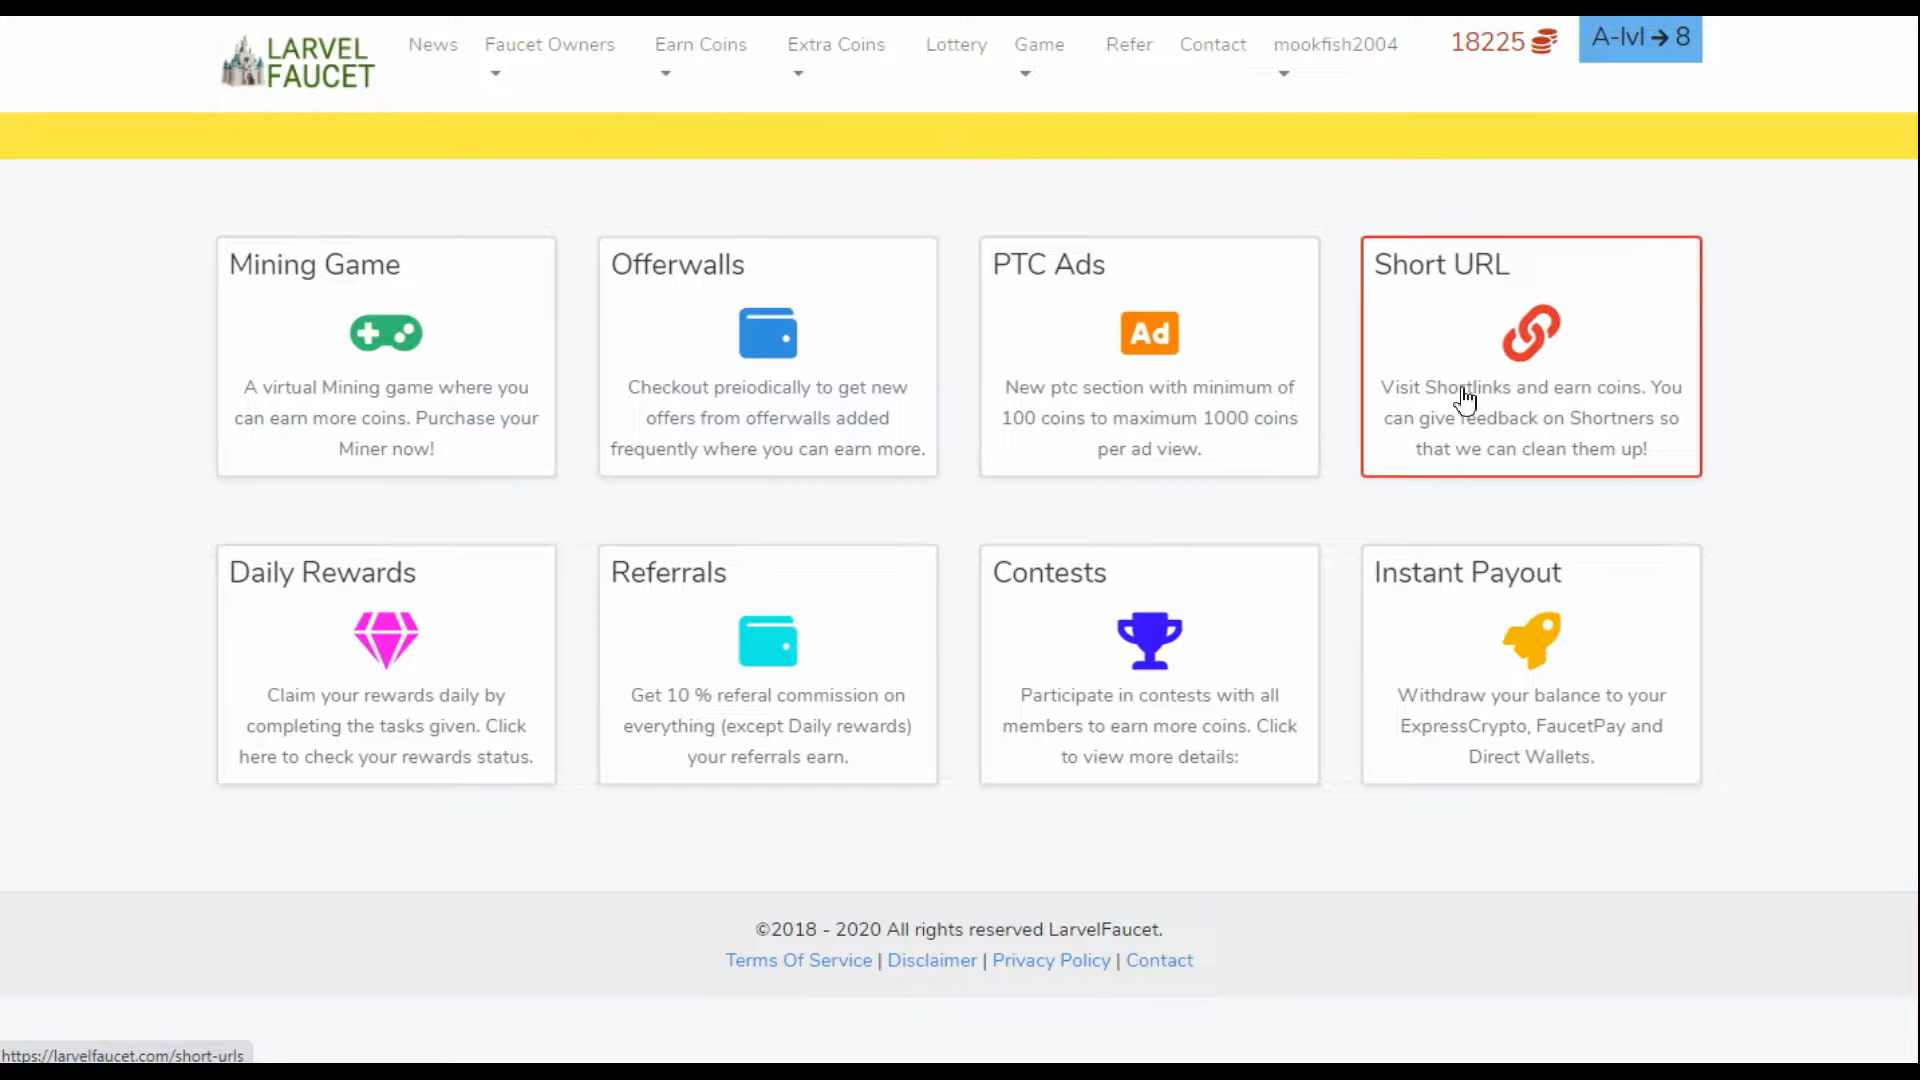 LARVEL
FAUCET
News
Faucet Owners
Earn Coins
Extra Coins
Lottery
Game
Refer
Contact
mookfish2004
18225
A-lvl → 8
Mining Game
A virtual Mining game where you
can earn more coins. Purchase your
Miner now!
Offerwalls
Checkout preiodically to get new
offers from offerwalls added
frequently where you can earn more.
PTC Ads
Ad
New ptc section with minimum of
100 coins to maximum 1000 coins
per ad view.
Short URL
Visit Shortlinks and earn coins. You
can give feedback on Shortners so
that we can clean them up!
Daily Rewards
Claim your rewards daily by
completing the tasks given. Click
here to check your rewards status.
Referrals
Get 10 % referal commission on
everything (except Daily rewards)
your referrals earn.
Contests
Participate in contests with all
members to earn more coins. Click
to view more details:
Instant Payout
Withdraw your balance to your
ExpressCrypto, FaucetPay and
Direct Wallets.
©2018 - 2020 All rights reserved LarvelFaucet.
Terms Of Service | Disclaimer | Privacy Policy | Contact
https://larvelfaucet.com/short-urls